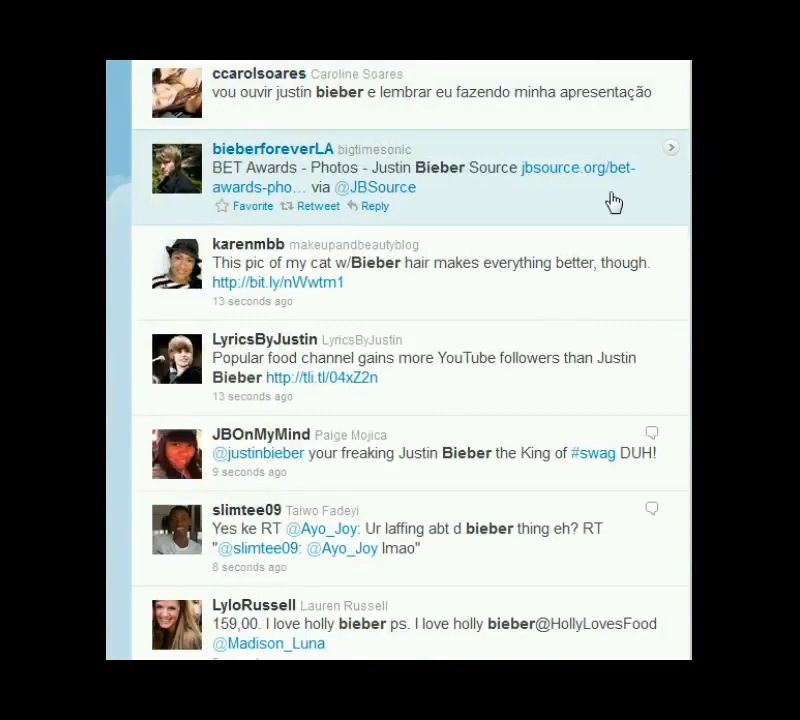 ccarolsoares Caroline Soares
vou ouvir justin bieber e lembrar eu fazendo minha apresentação
bieberforeverLA bigtimesonic
BET Awards - Photos - Justin Bieber Source jbsource.org/bet-
awards-pho... via @JBSource
Favorite Retweet Reply
karenmbb makeupandbeautyblog
This pic of my cat w/Bieber hair makes everything better, though.
http://bit.ly/nWwtm1
13 seconds ago
LyricsByJustin LyricsByJustin
Popular food channel gains more YouTube followers than Justin
Bieber http://tli.tl/04xZ2n
13 seconds ago
JBOnMyMind Paige Mojica
@justinbieber your freaking Justin Bieber the King of #swag DUH!
9 seconds ago
slimtee09 Taiwo Fadeyi
Yes ke RT @Ayo_Joy: Ur laffing abt d bieber thing eh? RT
"@slimtee09: @Ayo_Joy lmao"
8 seconds ago
LyloRussell Lauren Russell
159,00. I love holly bieber ps. I love holly bieber@HollyLovesFood
@Madison_Luna